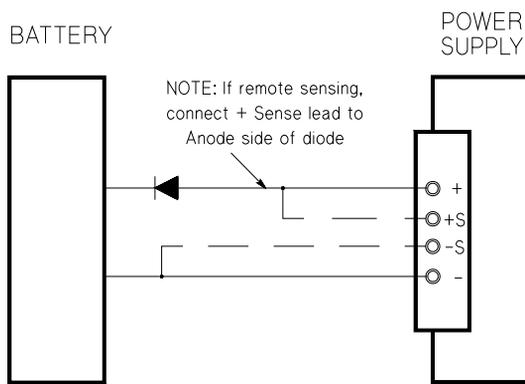 BATTERY
POWER
SUPPLY
NOTE: If remote sensing,
connect + Sense lead to
Anode side of diode
+
+S
-S
-